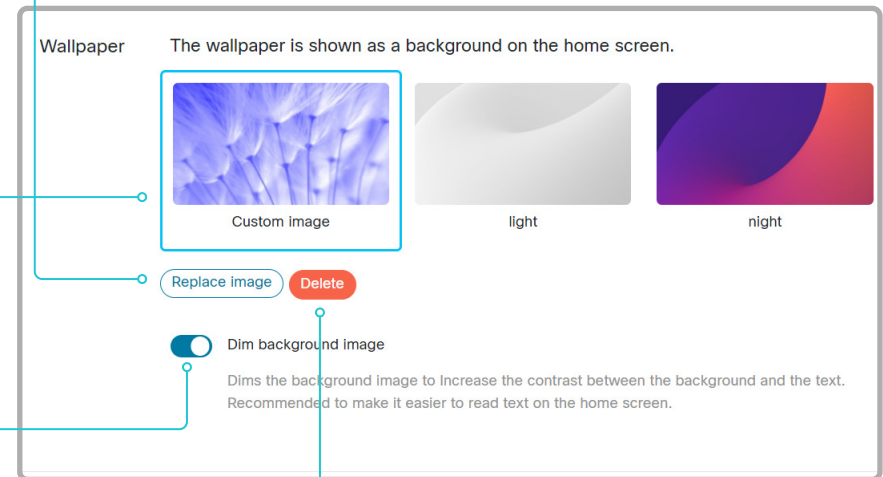 Wallpaper
The wallpaper is shown as a background on the home screen.
Custom image
light
night
Replace image
Delete
Dim background image
Dims the background image to Increase the contrast between the background and the text.
Recommended to make it easier to read text on the home screen.